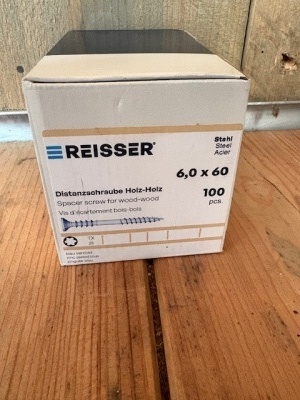 REISSER
Stahl
Steel
Acier
6,0 x 60
Distanzschraube Holz-Holz
100
Spacer screw for wood-wood
pcs.
Vis d'écartement bois-bois
TX